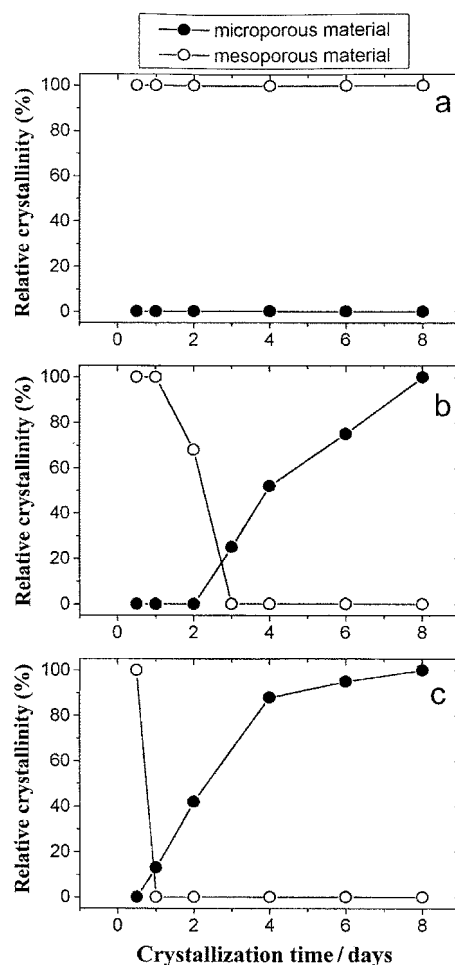 microporous material
mesoporous material
a
Relative crystallinity (%)
100
80
60
40
20
0
0 2 4 6 8
b
Relative crystallinity (%)
100
80
60
40
20
0
0 2 4 6 8
c
Relative crystallinity (%)
100
80
60
40
20
0
0 2 4 6 8
Crystallization time / days